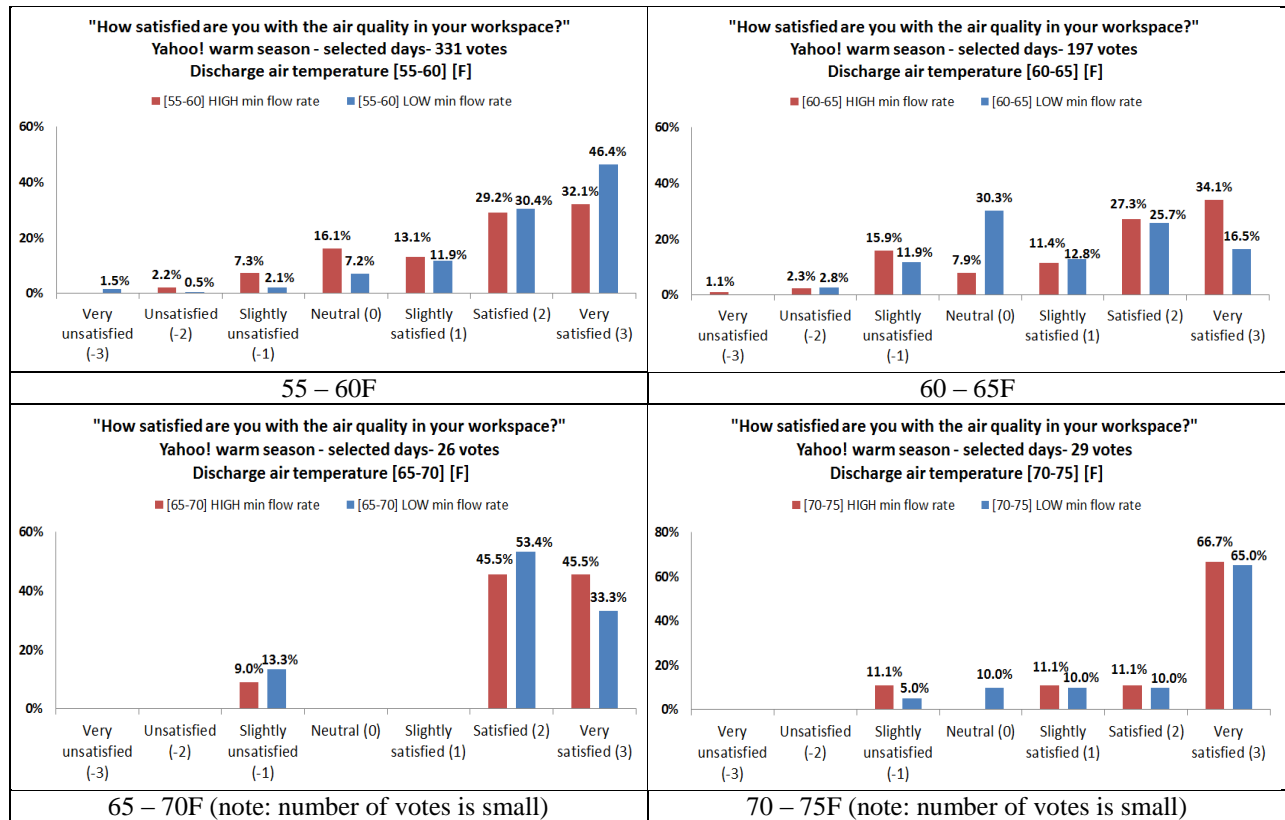 "How satisfied are you with the air quality in your workspace?"
Yahoo! warm season - selected days- 331 votes
Discharge air temperature [55-60] [F]
[55-60] HIGH min flow rate [55-60] LOW min flow rate
60%
40%
20%
0%
1.5%
2.2%
0.5%
7.3%
2.1%
16.1%
7.2%
13.1%
11.9%
29.2%
30.4%
32.1%
46.4%
Very unsatisfied (-3)
Unsatisfied (-2)
Slightly unsatisfied (-1)
Neutral (0)
Slightly satisfied (1)
Satisfied (2)
Very satisfied (3)
55 – 60F
"How satisfied are you with the air quality in your workspace?"
Yahoo! warm season - selected days- 197 votes
Discharge air temperature [60-65] [F]
[60-65] HIGH min flow rate [60-65] LOW min flow rate
60%
40%
20%
0%
1.1%
2.3%
2.8%
15.9%
11.9%
7.9%
30.3%
11.4%
12.8%
27.3%
25.7%
34.1%
16.5%
Very unsatisfied (-3)
Unsatisfied (-2)
Slightly unsatisfied (-1)
Neutral (0)
Slightly satisfied (1)
Satisfied (2)
Very satisfied (3)
60 – 65F
"How satisfied are you with the air quality in your workspace?"
Yahoo! warm season - selected days- 26 votes
Discharge air temperature [65-70] [F]
[65-70] HIGH min flow rate [65-70] LOW min flow rate
60%
40%
20%
0%
9.0%
13.3%
45.5%
53.4%
45.5%
33.3%
Very unsatisfied (-3)
Unsatisfied (-2)
Slightly unsatisfied (-1)
Neutral (0)
Slightly satisfied (1)
Satisfied (2)
Very satisfied (3)
65 – 70F (note: number of votes is small)
"How satisfied are you with the air quality in your workspace?"
Yahoo! warm season - selected days- 29 votes
Discharge air temperature [70-75] [F]
[70-75] HIGH min flow rate [70-75] LOW min flow rate
80%
60%
40%
20%
0%
11.1%
5.0%
10.0%
11.1%
10.0%
11.1%
10.0%
66.7%
65.0%
Very unsatisfied (-3)
Unsatisfied (-2)
Slightly unsatisfied (-1)
Neutral (0)
Slightly satisfied (1)
Satisfied (2)
Very satisfied (3)
70 – 75F (note: number of votes is small)